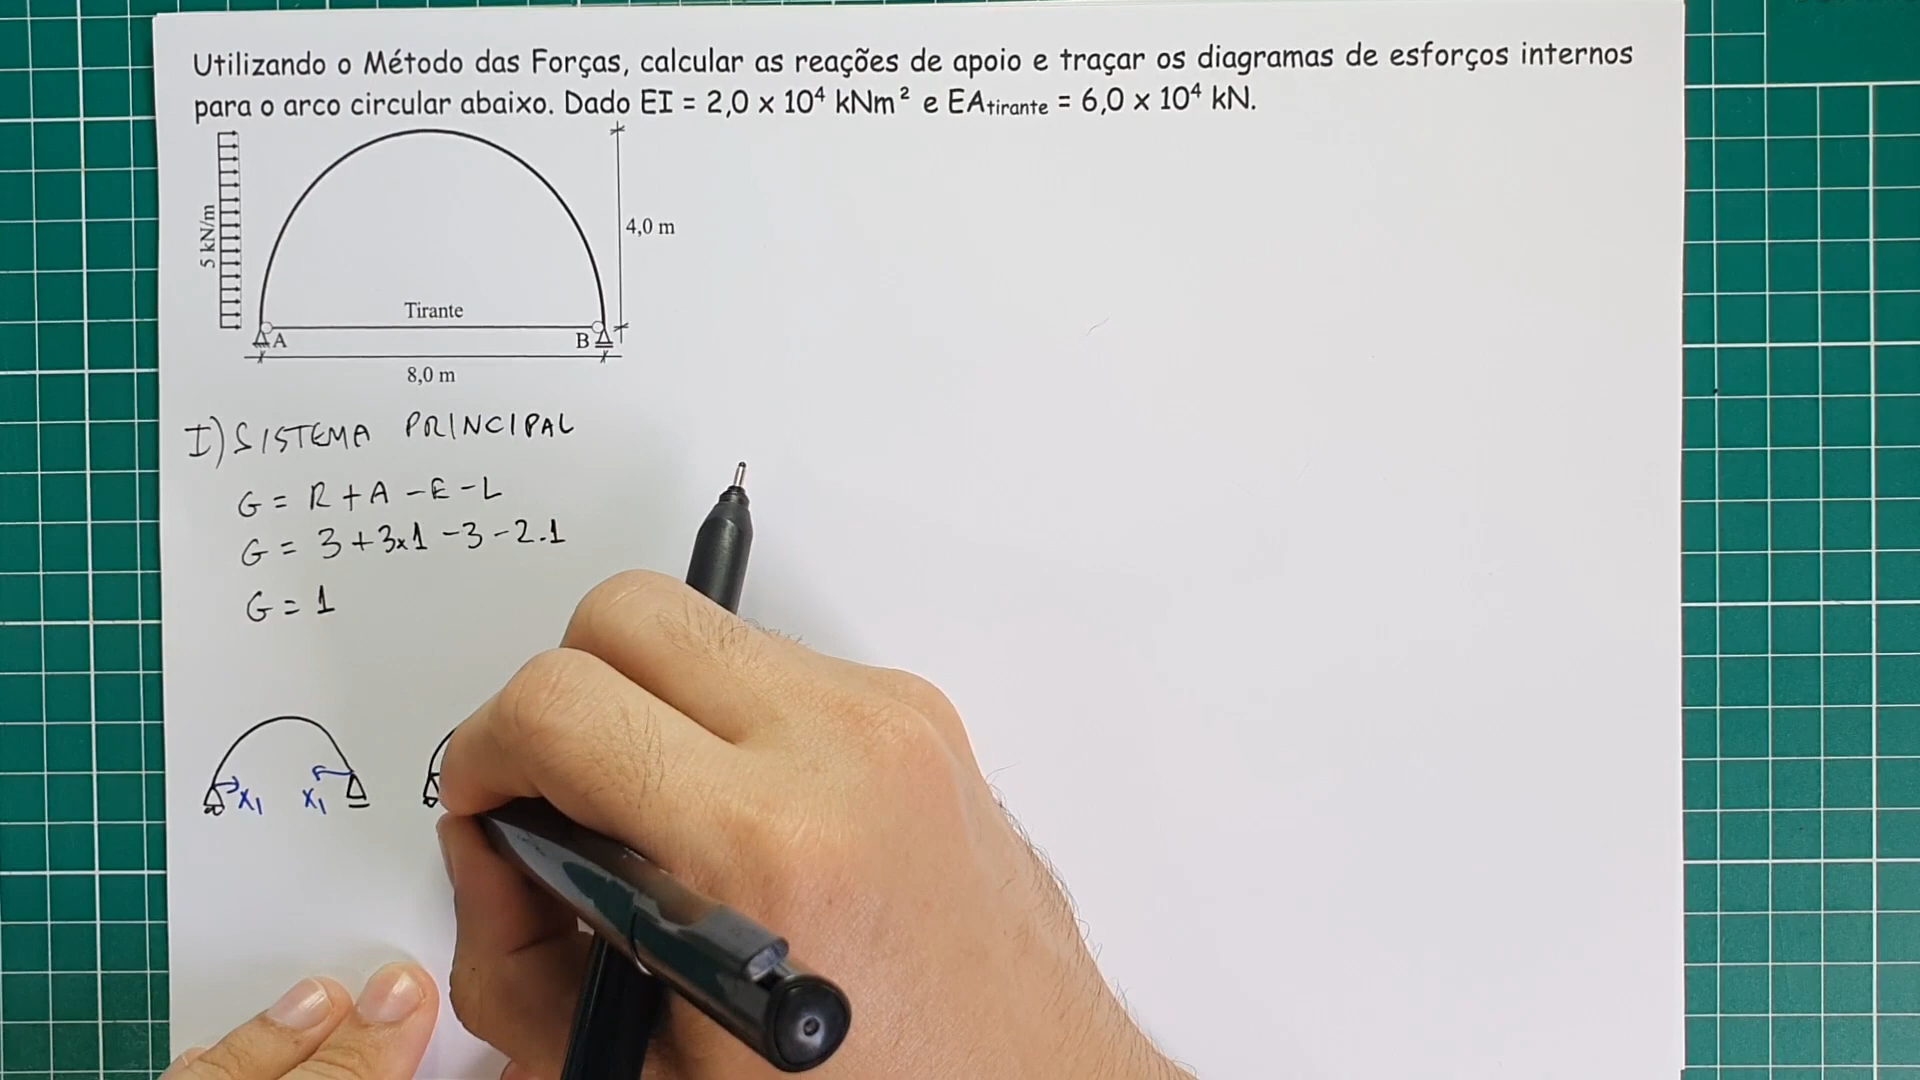 Utilizando o Método das Forças, calcular as reações de apoio e traçar os diagramas de esforços internos
para o arco circular abaixo. Dado EI = 2,0 x 10⁴ kNm² e EAtirante = 6,0 x 10⁴ kN.
5 kN/m
4,0 m
Tirante
A
B
8,0 m
I) SISTEMA PRINCIPAL
G = R + A - E - L
G = 3 + 3x1 - 3 - 2.1
G = 1
X1 X1